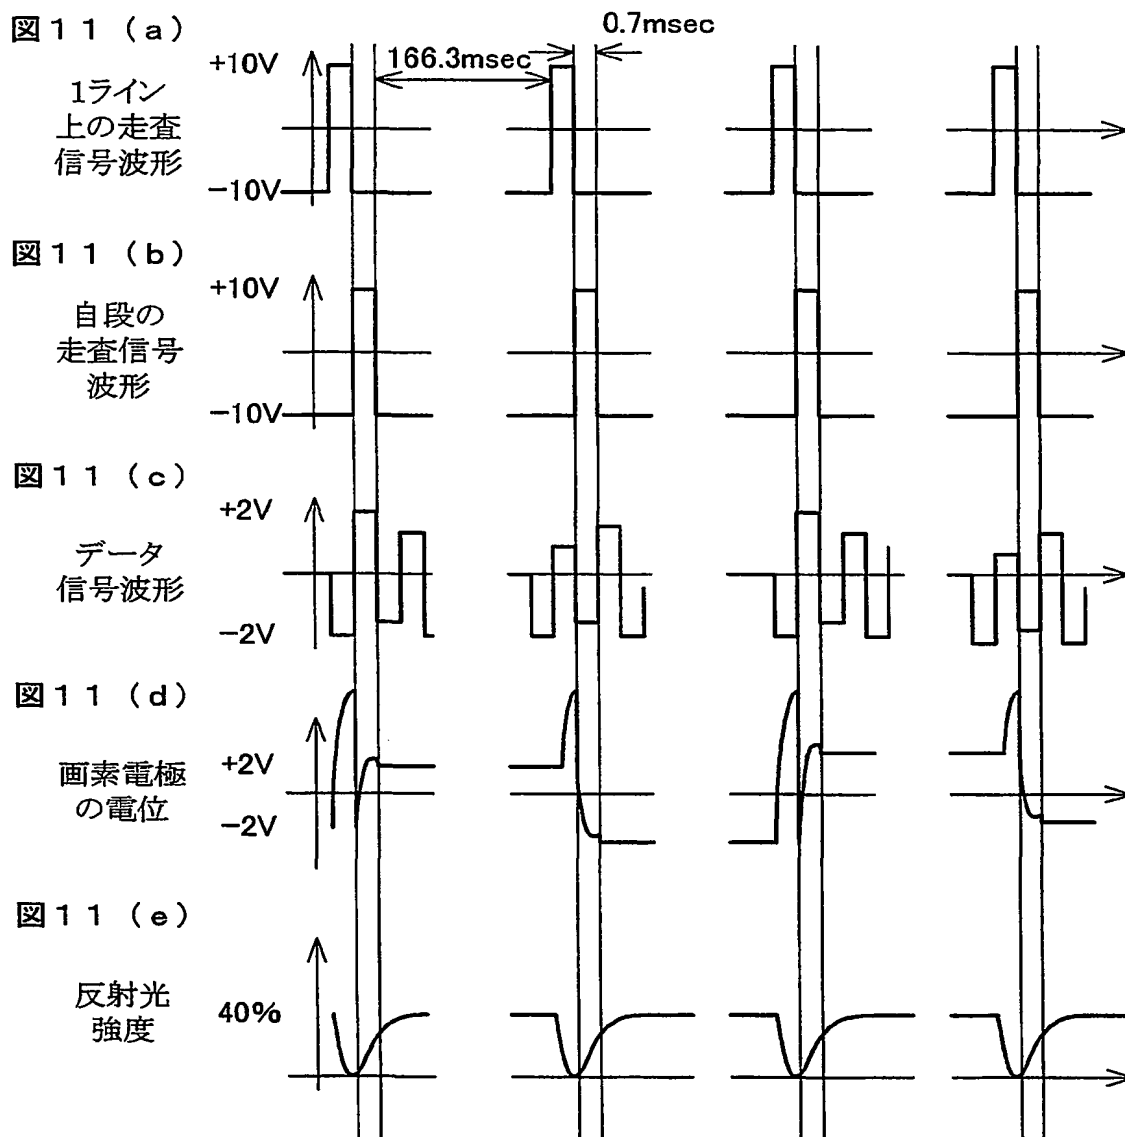 図11 (a)
0.7msec
+10V
166.3msec
1ライン
上の走査
信号波形
−10V
図11 (b)
+10V
自段の
走査信号
波形
−10V
図11 (c)
+2V
データ
信号波形
−2V
図11 (d)
+2V
画素電極
の電位
−2V
図11 (e)
反射光
強度
40%